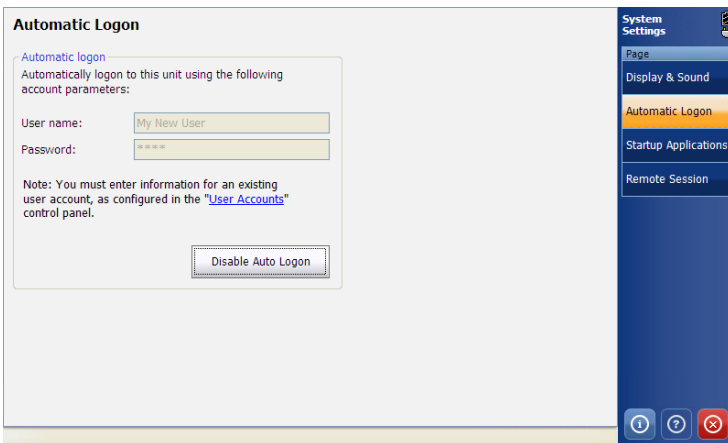 Automatic Logon
Automatic logon
Automatically logon to this unit using the following
account parameters:
User name:
My New User
Password:
****
Note: You must enter information for an existing
user account, as configured in the "User Accounts"
control panel.
Disable Auto Logon
System
Settings
Page
Display & Sound
Automatic Logon
Startup Applications
Remote Session